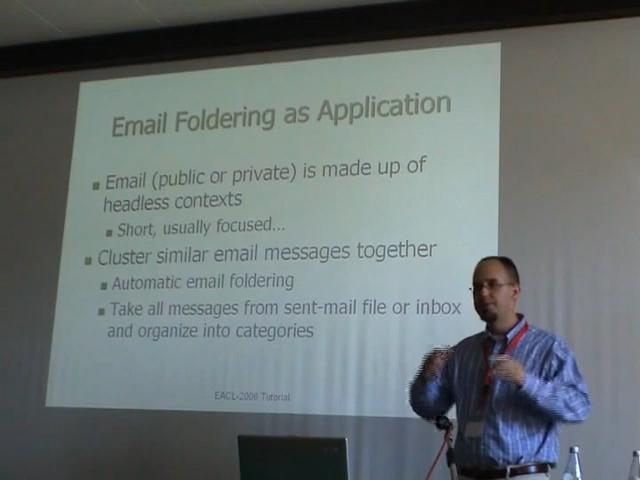 Email Foldering as Application
Email (public or private) is made up of
headless contexts
Short, usually focused...
Cluster similar email messages together
Automatic email foldering
Take all messages from sent-mail file or inbox
and organize into categories
EACL-2006 Tutorial